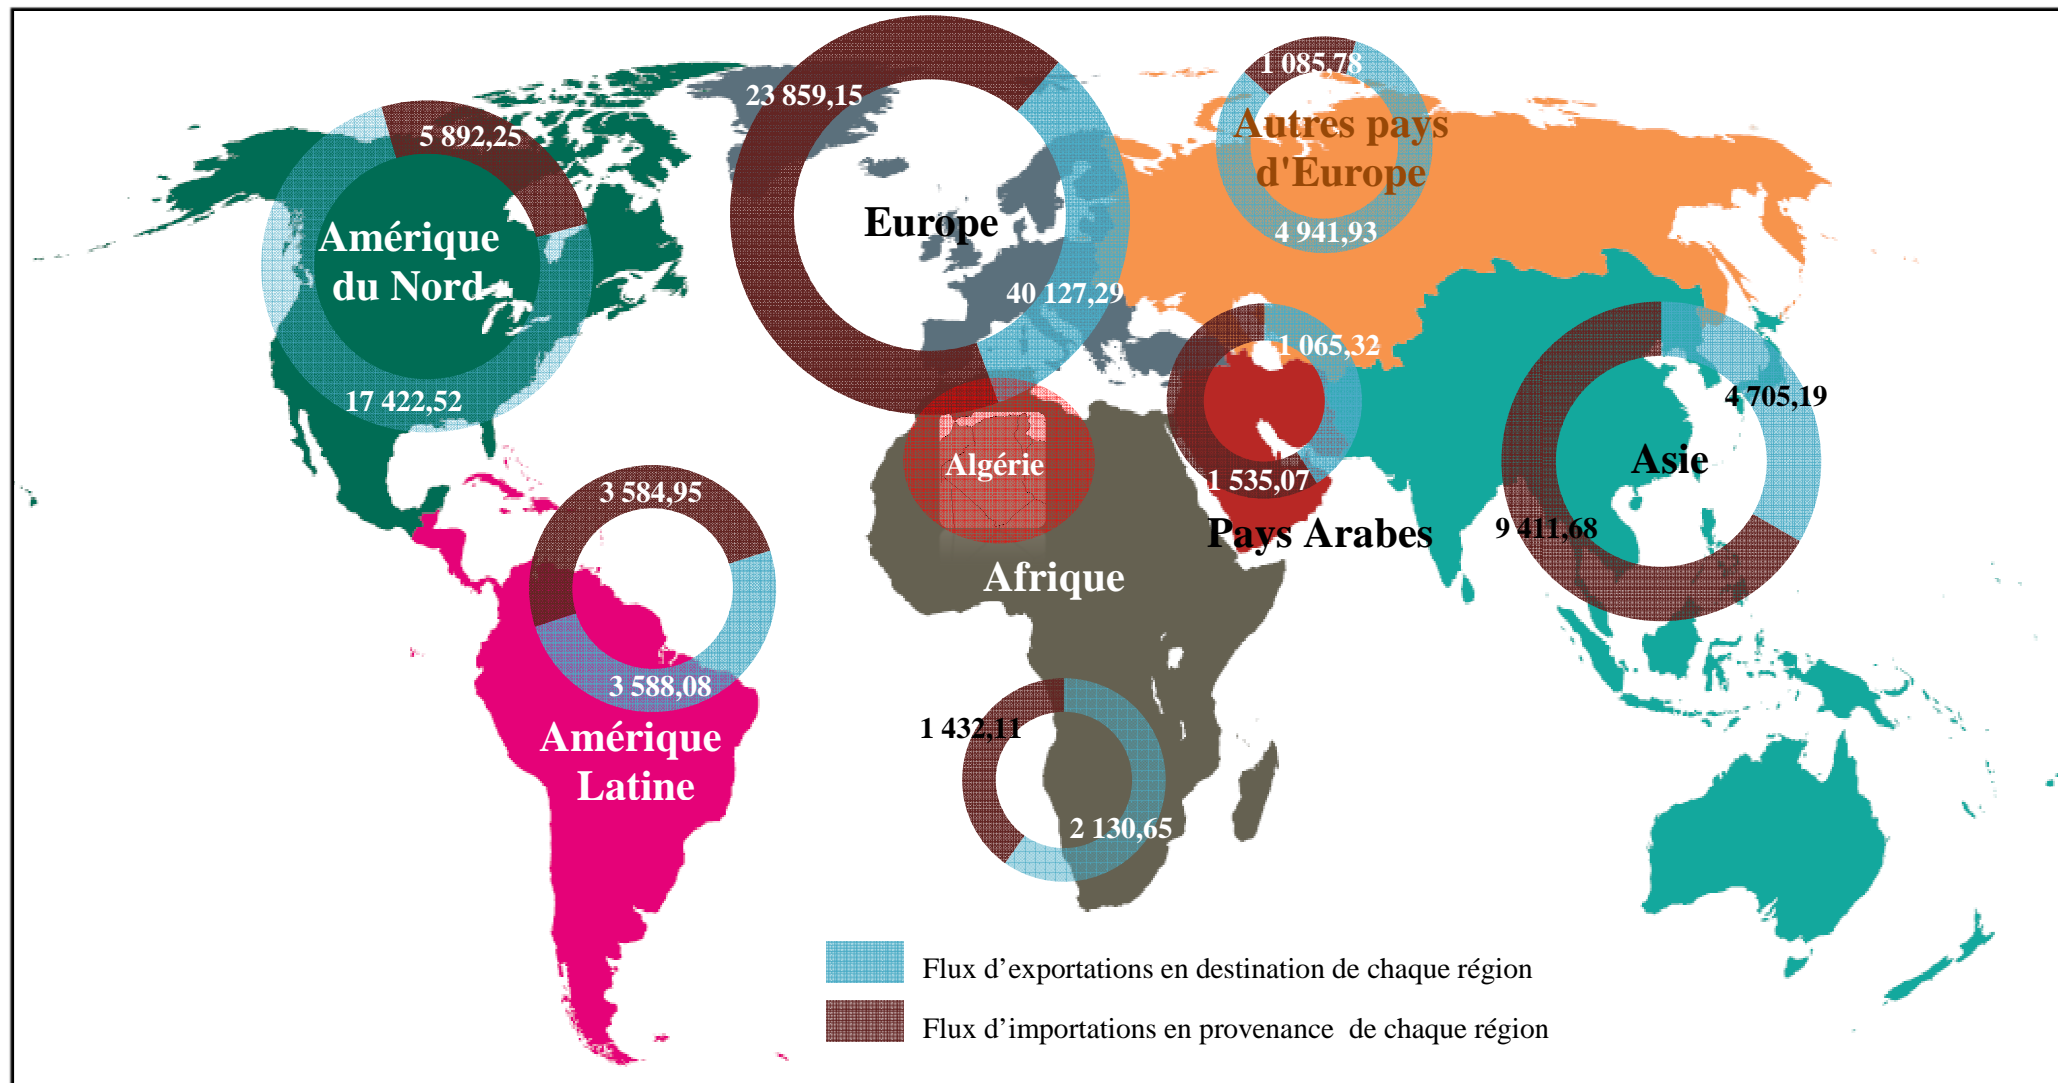 1 085,78
23 859,15
5 892,25
Autres pays
d'Europe
Europe
4 941,93
Amérique
du Nord
40 127,29
1 065,32
17 422,52
4 705,19
Algérie
Asie
1 535,07
3 584,95
9 411,68
Pays Arabes
Afrique
3 588,08
1 432,11
Amérique
Latine
2 130,65
Flux d’exportations en destination de chaque région
Flux d’importations en provenance  de chaque région